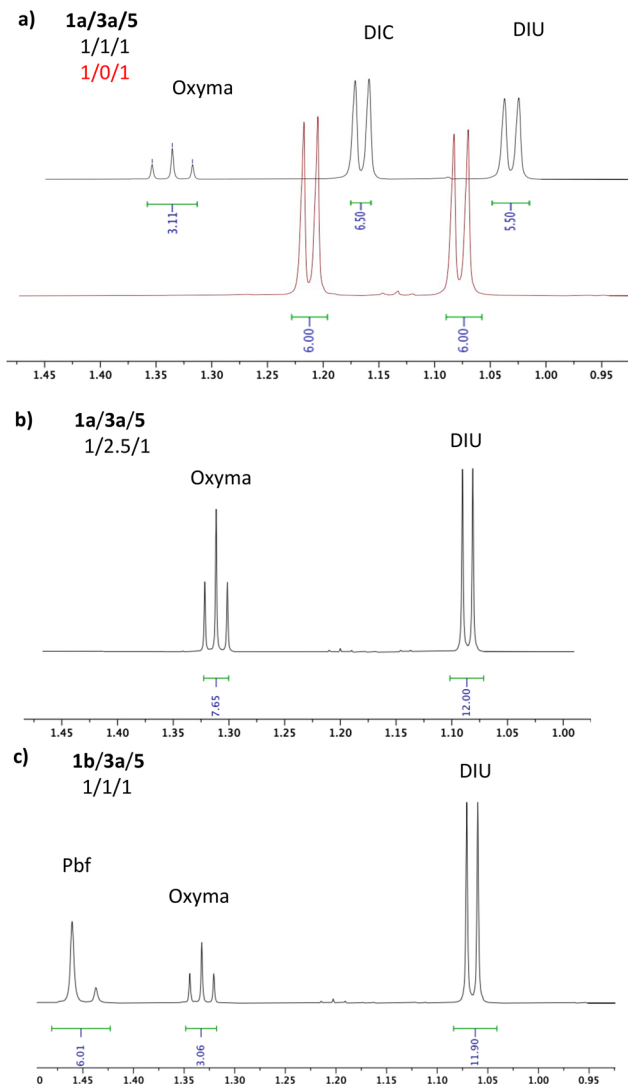 a) 1a/3a/5
1/1/1
1/0/1
DIC
DIU
Oxyma
3.11
6.50
5.50
6.00
6.00
1.45 1.40 1.35 1.30 1.25 1.20 1.15 1.10 1.05 1.00 0.95
b) 1a/3a/5
1/2.5/1
DIU
Oxyma
7.65
12.00
1.45 1.40 1.35 1.30 1.25 1.20 1.15 1.10 1.05 1.00
c) 1b/3a/5
1/1/1
DIU
Pbf
Oxyma
6.01
3.06
11.90
0 1.45 1.40 1.35 1.30 1.25 1.20 1.15 1.10 1.05 1.00 0.95